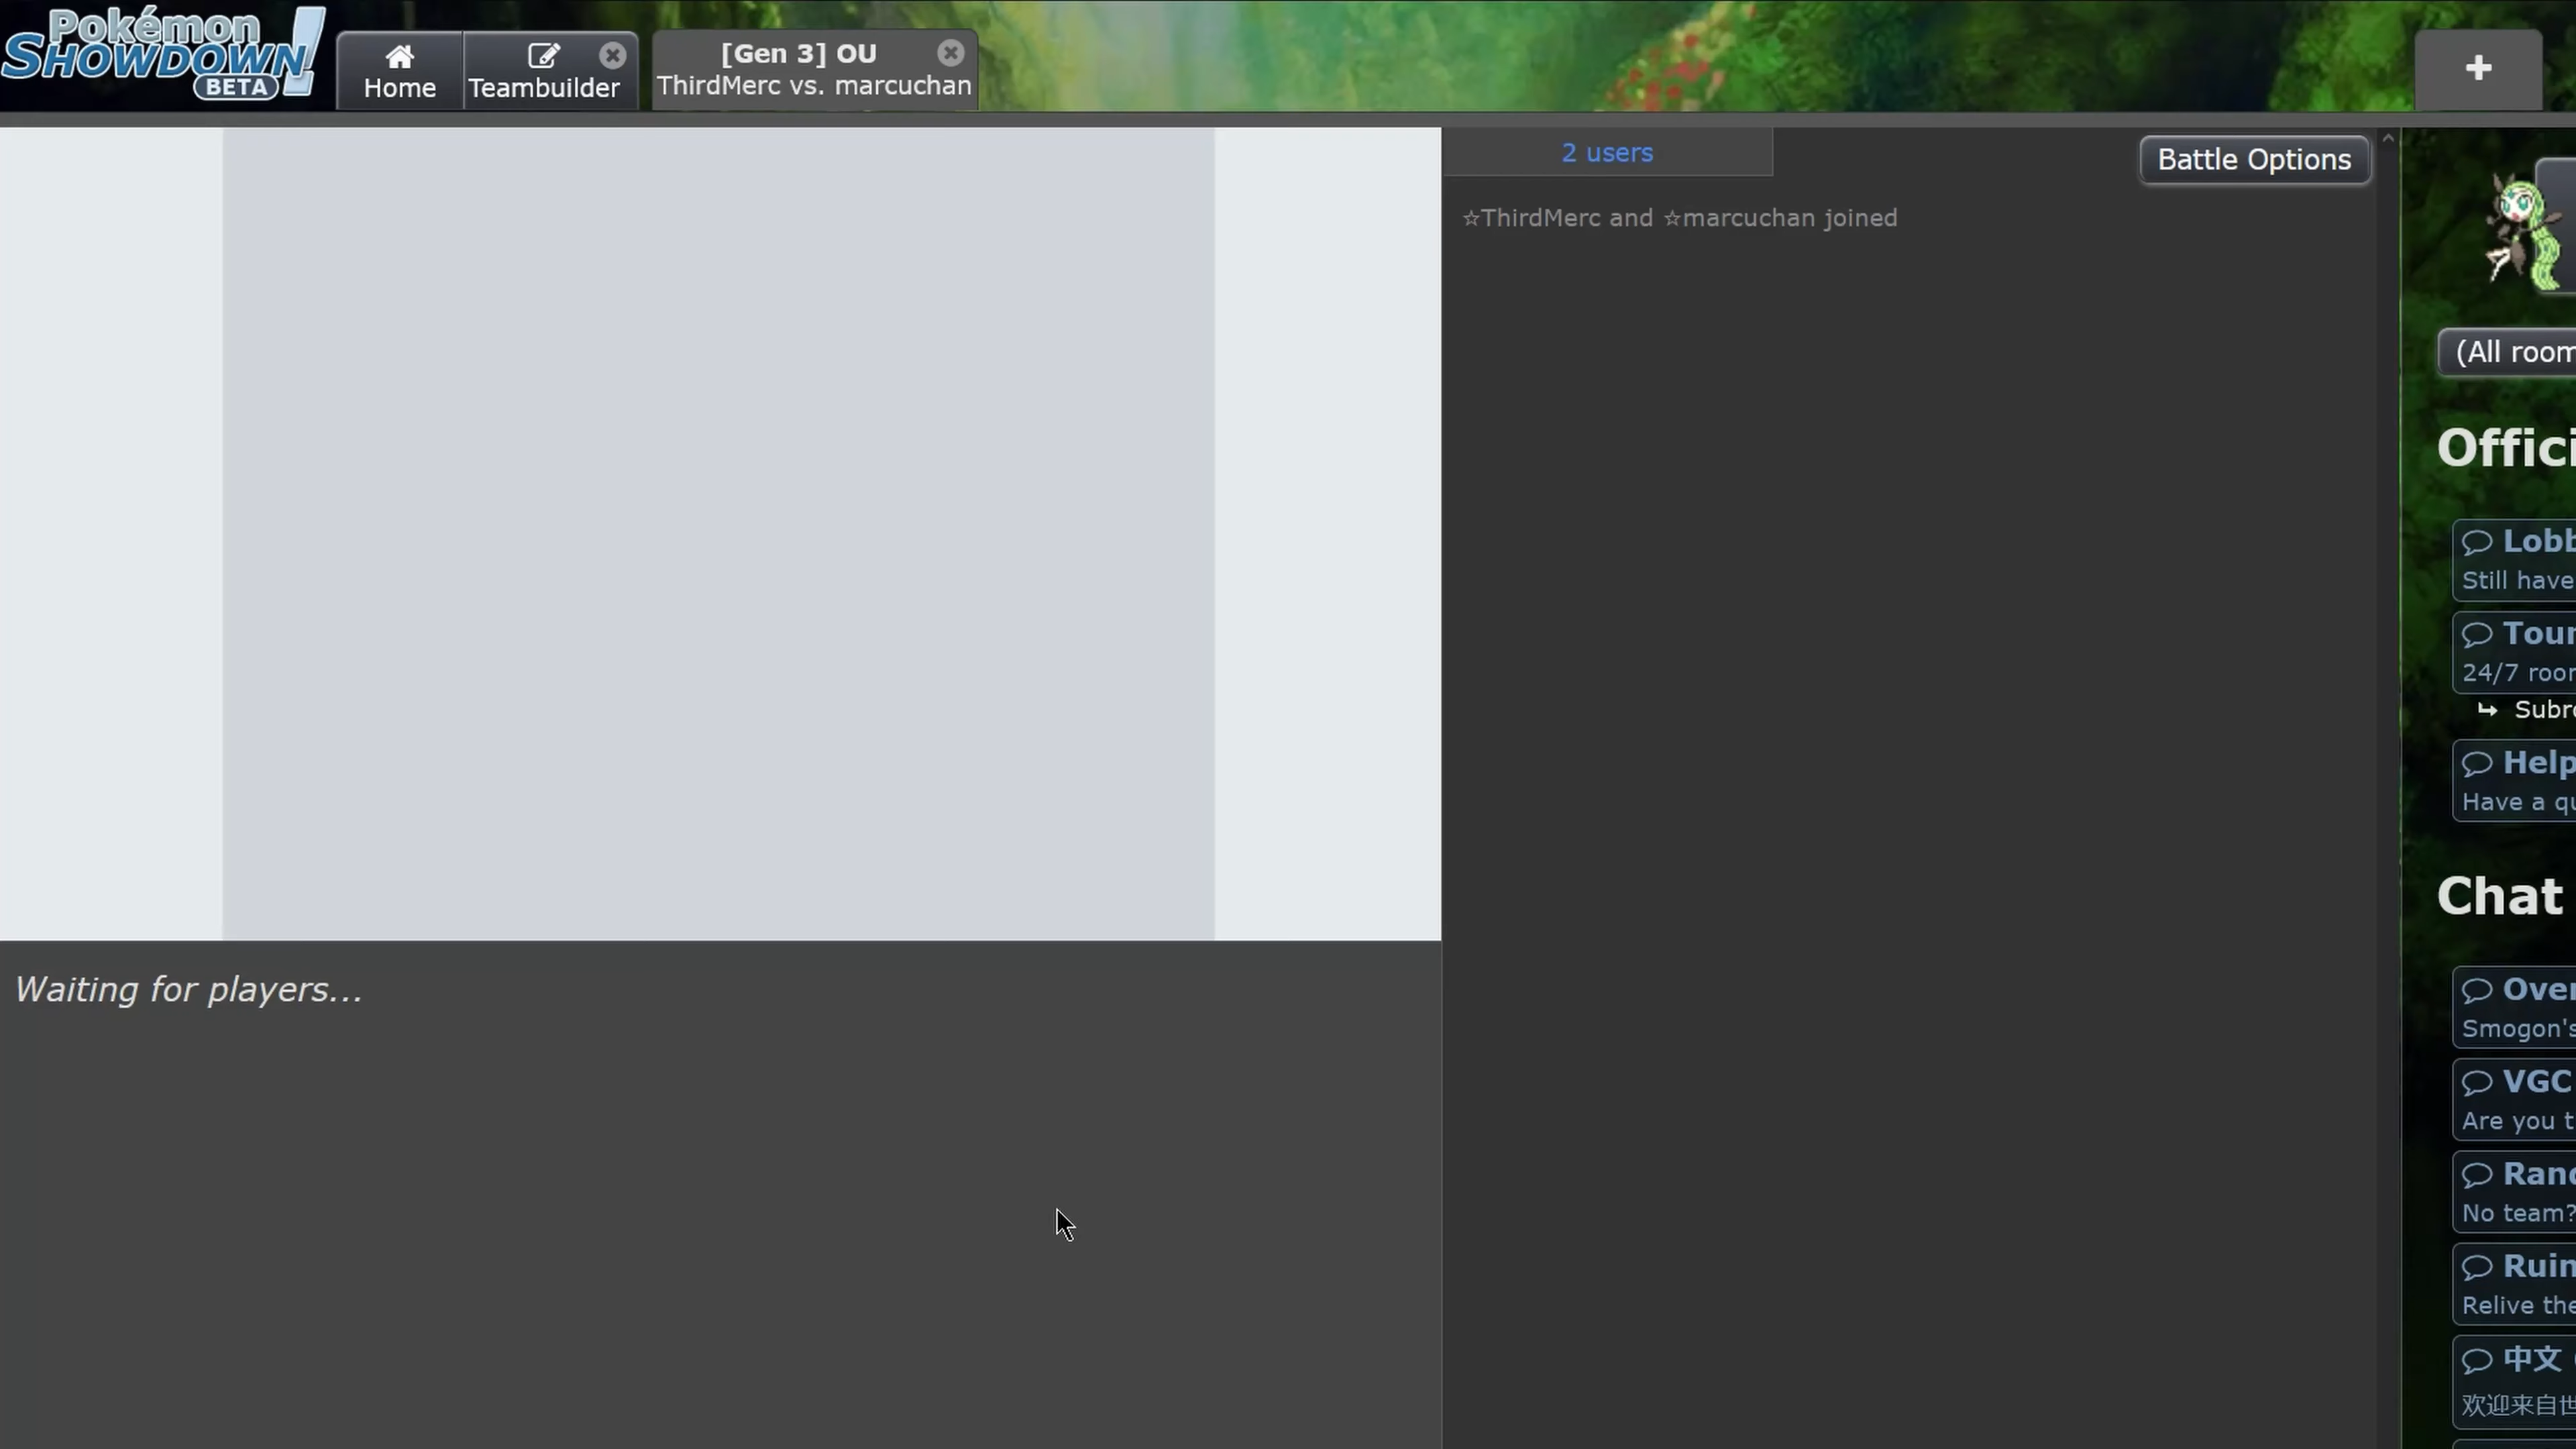 Pokémon
SHOWDOWN!
BETA
Home
Teambuilder
[Gen 3] OU
ThirdMerc vs. marcuchan
2 users
Battle Options
☆ThirdMerc and ☆marcuchan joined
Waiting for players...
(All room
Offici
Lobb
Still have
Tour
24/7 roor
Subro
Help
Have a qu
Chat
Over
Smogon's
VGC
Are you t
Rand
No team?
Ruin
Relive the
中文
欢迎来自世